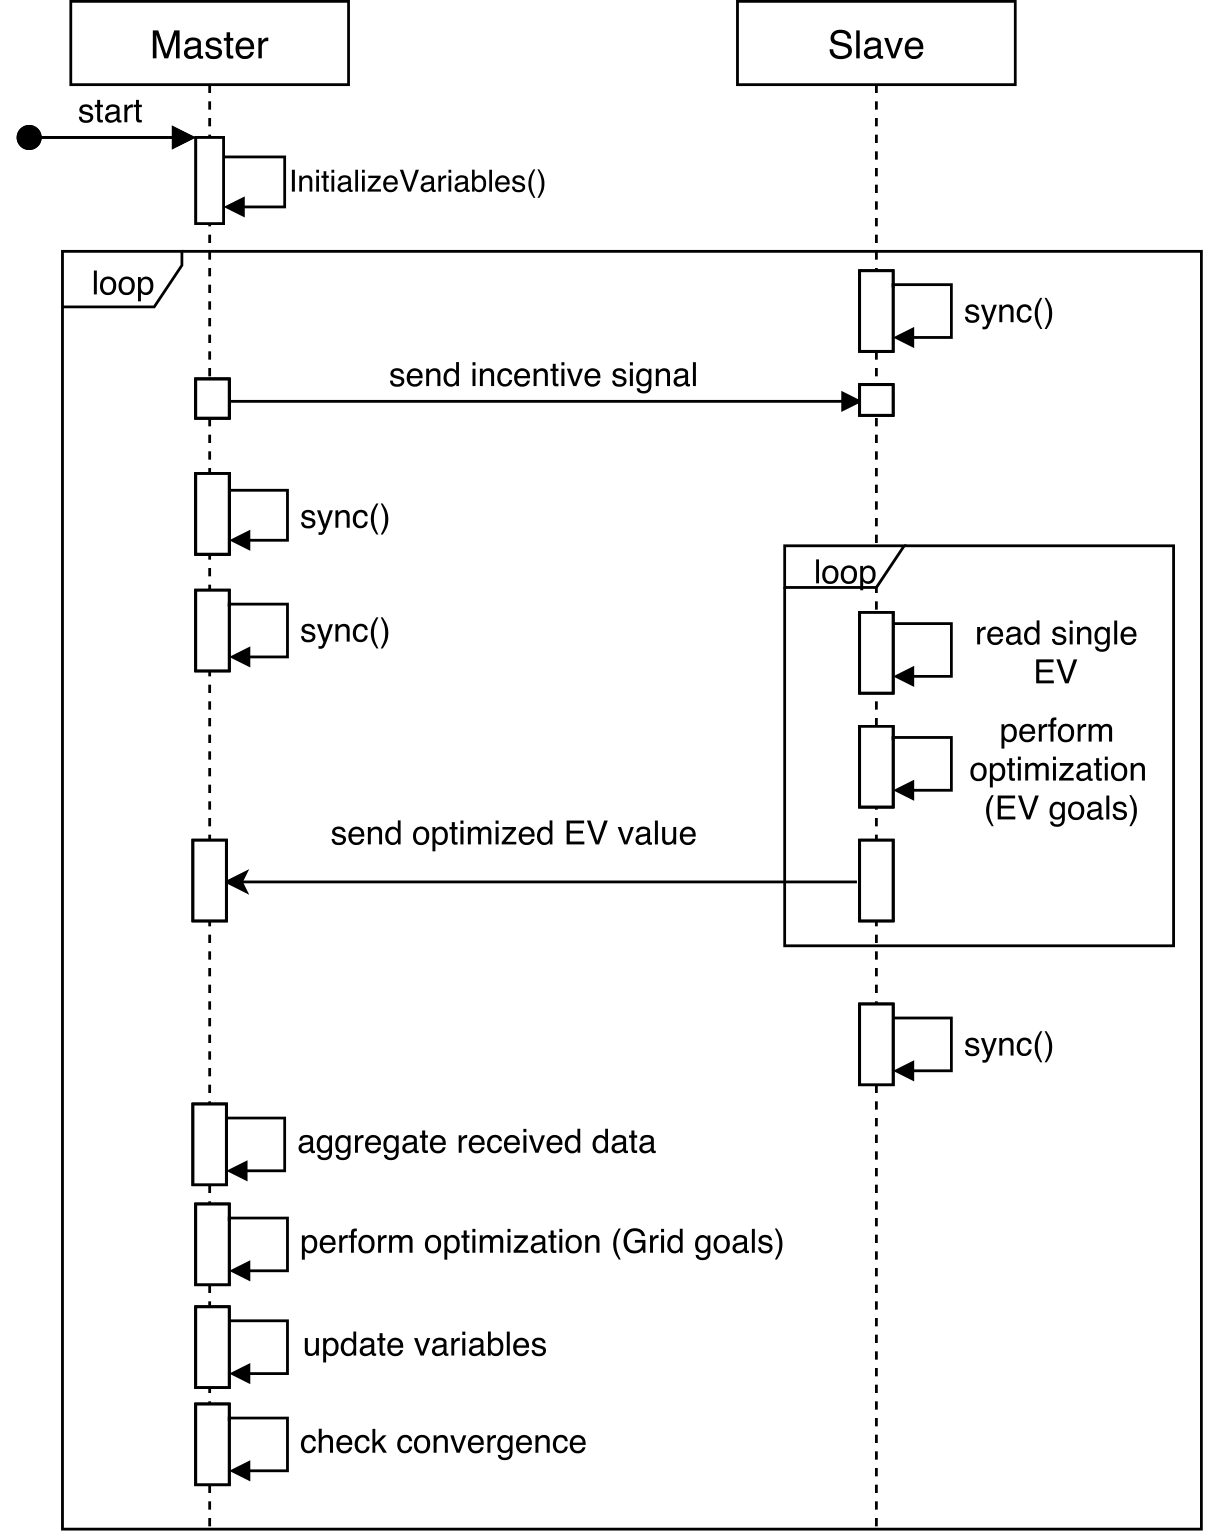 Master
Slave
start
InitializeVariables()
loop
sync()
send incentive signal
sync()
loop
sync()
read single
EV
perform
optimization
(EV goals)
send optimized EV value
sync()
aggregate received data
perform optimization (Grid goals)
update variables
check convergence